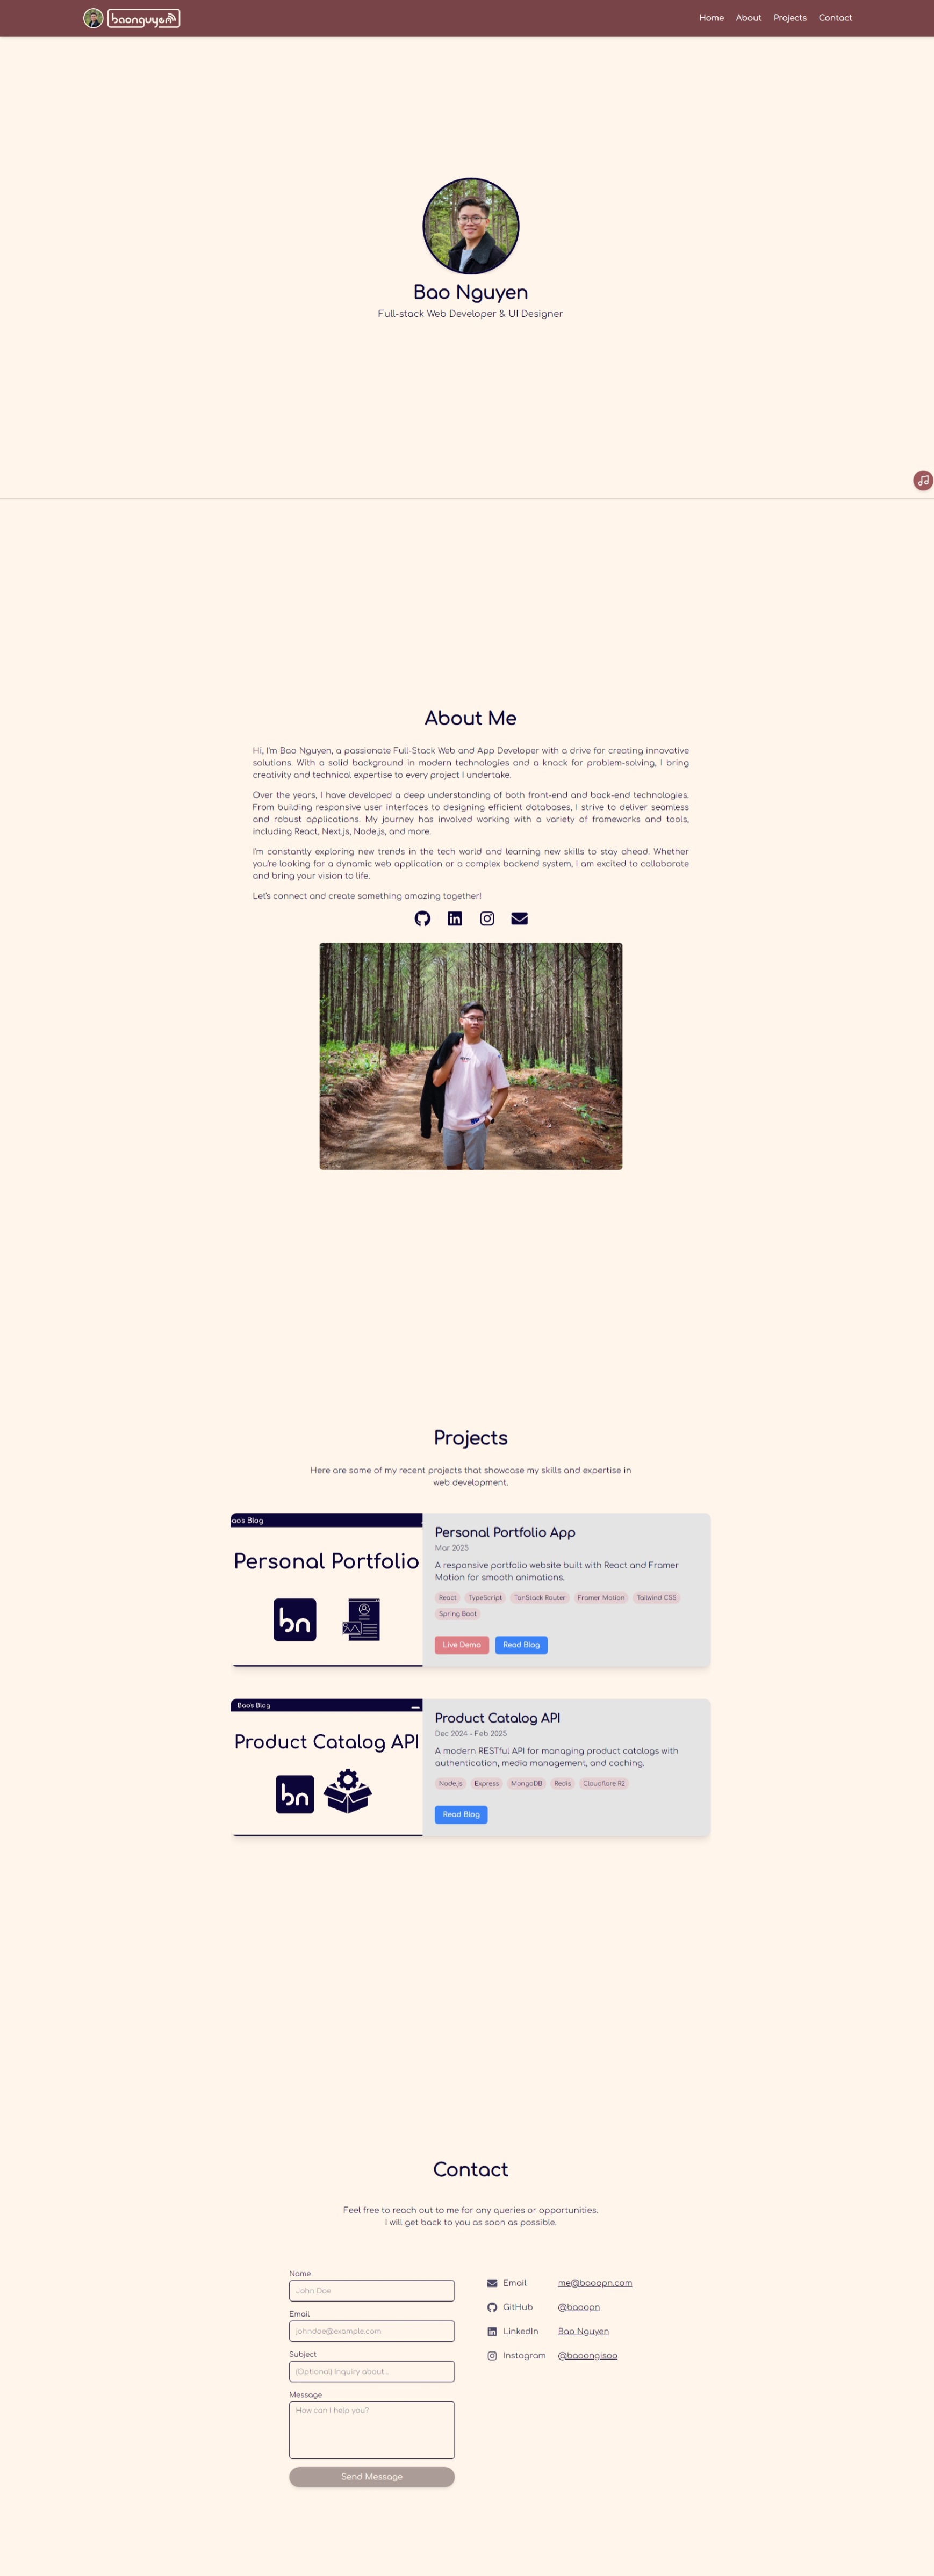 baonguyen
Home About Projects Contact
Bao Nguyen
Full-stack Web Developer & UI Designer
About Me
Hi, I'm Bao Nguyen, a passionate Full-Stack Web and App Developer with a drive for creating innovative
solutions. With a solid background in modern technologies and a knack for problem-solving, I bring
creativity and technical expertise to every project I undertake.
Over the years, I have developed a deep understanding of both front-end and back-end technologies.
From building responsive user interfaces to designing efficient databases, I strive to deliver seamless
and robust applications. My journey has involved working with a variety of frameworks and tools,
including React, Next.js, Node.js, and more.
I'm constantly exploring new trends in the tech world and learning new skills to stay ahead. Whether
you're looking for a dynamic web application or a complex backend system, I am excited to collaborate
and bring your vision to life.
Let's connect and create something amazing together!
Projects
Here are some of my recent projects that showcase my skills and expertise in
web development.
ao's Blog
Personal Portfolio
bn
Personal Portfolio App
Mar 2025
A responsive portfolio website built with React and Framer
Motion for smooth animations.
React TypeScript TanStack Router Framer Motion Tailwind CSS
Spring Boot
Live Demo Read Blog
Bao's Blog
Product Catalog API
bn
Product Catalog API
Dec 2024 - Feb 2025
A modern RESTful API for managing product catalogs with
authentication, media management, and caching.
Node.js Express MongoDB Redis Cloudflare R2
Read Blog
Contact
Feel free to reach out to me for any queries or opportunities.
I will get back to you as soon as possible.
Name
John Doe
Email
johndoe@example.com
Subject
(Optional) Inquiry about...
Message
How can I help you?
Send Message
Email me@baoopn.com
GitHub @baoopn
LinkedIn Bao Nguyen
Instagram @baoongisoo